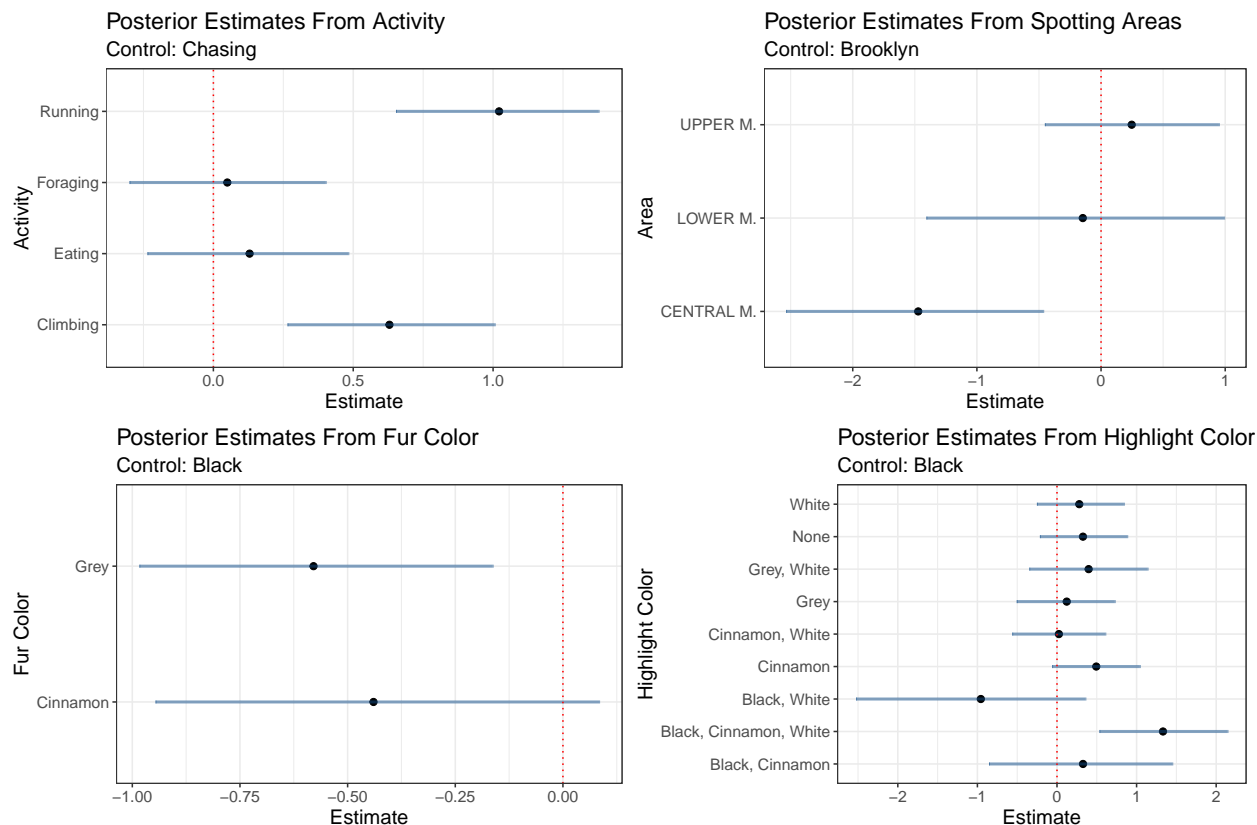 Posterior Estimates From Activity
Control: Chasing
Activity
Running
Foraging
Eating
Climbing
0.0 0.5 1.0
Estimate
Posterior Estimates From Spotting Areas
Control: Brooklyn
Area
UPPER M.
LOWER M.
CENTRAL M.
−2 −1 0 1
Estimate
Posterior Estimates From Fur Color
Control: Black
Fur Color
Grey
Cinnamon
−1.00 −0.75 −0.50 −0.25 0.00
Estimate
Posterior Estimates From Highlight Color
Control: Black
Highlight Color
White
None
Grey, White
Grey
Cinnamon, White
Cinnamon
Black, White
Black, Cinnamon, White
Black, Cinnamon
−2 −1 0 1 2
Estimate